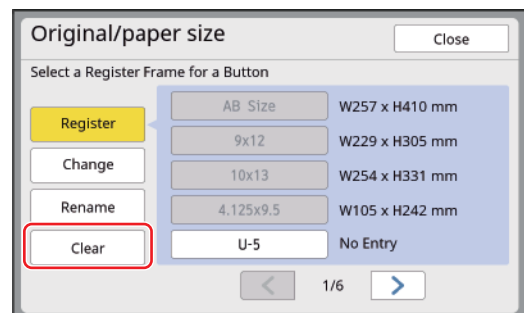 Original/paper size
Close
Select a Register Frame for a Button
Register
Change
Rename
Clear
AB Size W257 x H410 mm
9x12 W229 x H305 mm
10x13 W254 x H331 mm
4.125x9.5 W105 x H242 mm
U-5 No Entry
< 1/6 >